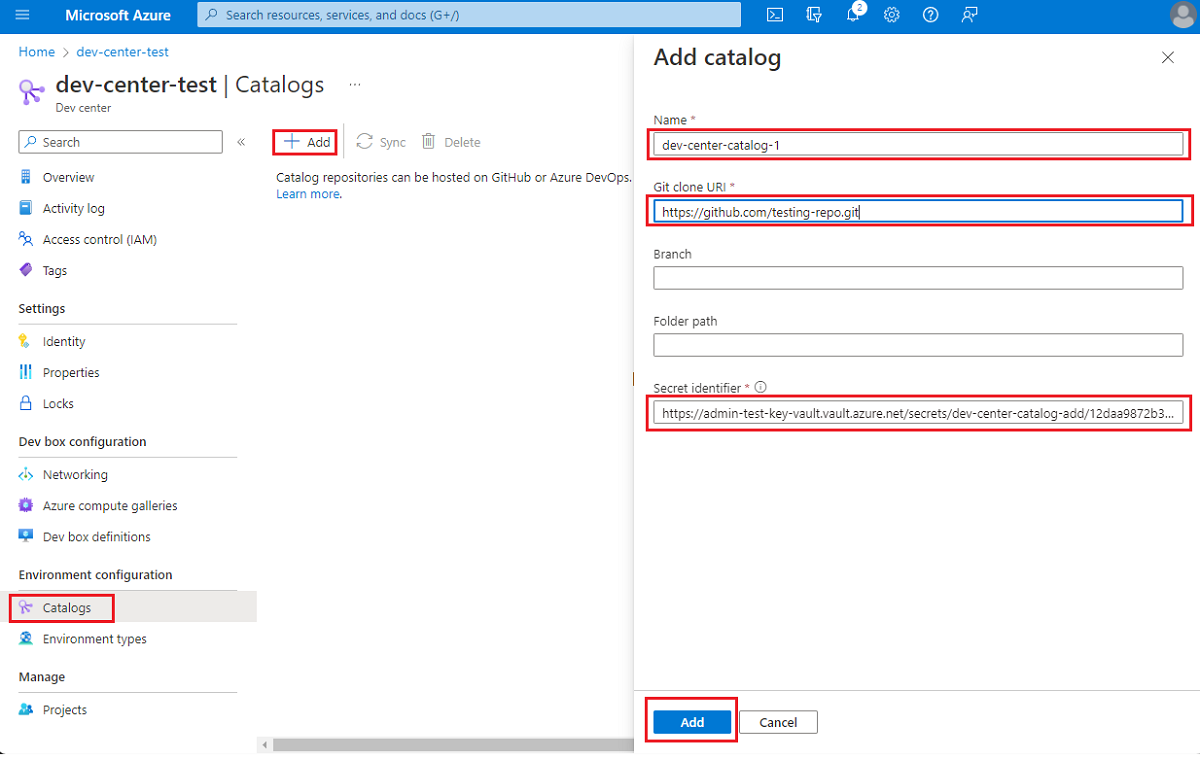 Microsoft Azure
Search resources, services, and docs (G+/)
2
Home > dev-center-test
dev-center-test | Catalogs ...
Dev center
Search
«
+ Add
Sync
Delete
Catalog repositories can be hosted on GitHub or Azure DevOps.
Learn more.
Overview
Activity log
Access control (IAM)
Tags
Settings
Identity
Properties
Locks
Dev box configuration
Networking
Azure compute galleries
Dev box definitions
Environment configuration
Catalogs
Environment types
Manage
Projects
Add catalog
Name *
dev-center-catalog-1
Git clone URI *
https://github.com/testing-repo.git
Branch
Folder path
Secret identifier *
https://admin-test-key-vault.vault.azure.net/secrets/dev-center-catalog-add/12daa9872b3...
Add
Cancel